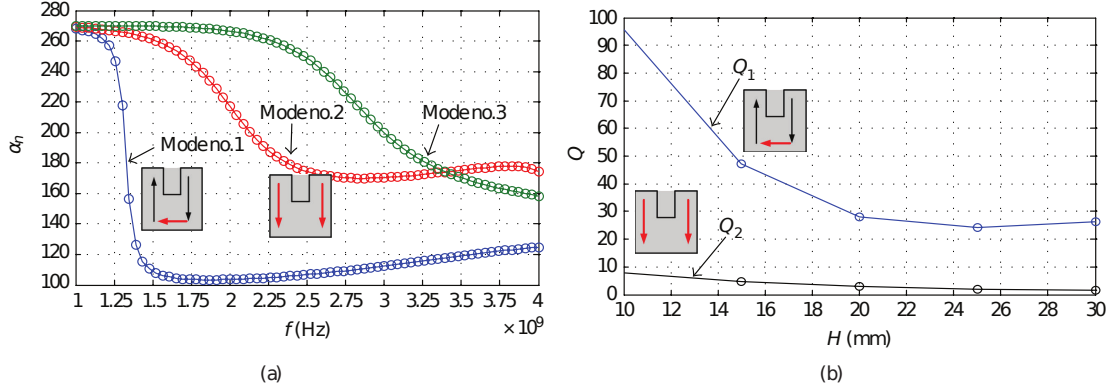 280
260
240
220
200
180
160
140
120
100
αn
Mode no.1
Mode no.2
Mode no.3
1 1.25 1.5 1.75 2 2.25 2.5 2.75 3 3.25 3.5 3.75 4
× 10^9
f (Hz)
(a)
100
90
80
70
60
50
40
30
20
10
0
Q
Q1
Q2
10 12 14 16 18 20 22 24 26 28 30
H (mm)
(b)